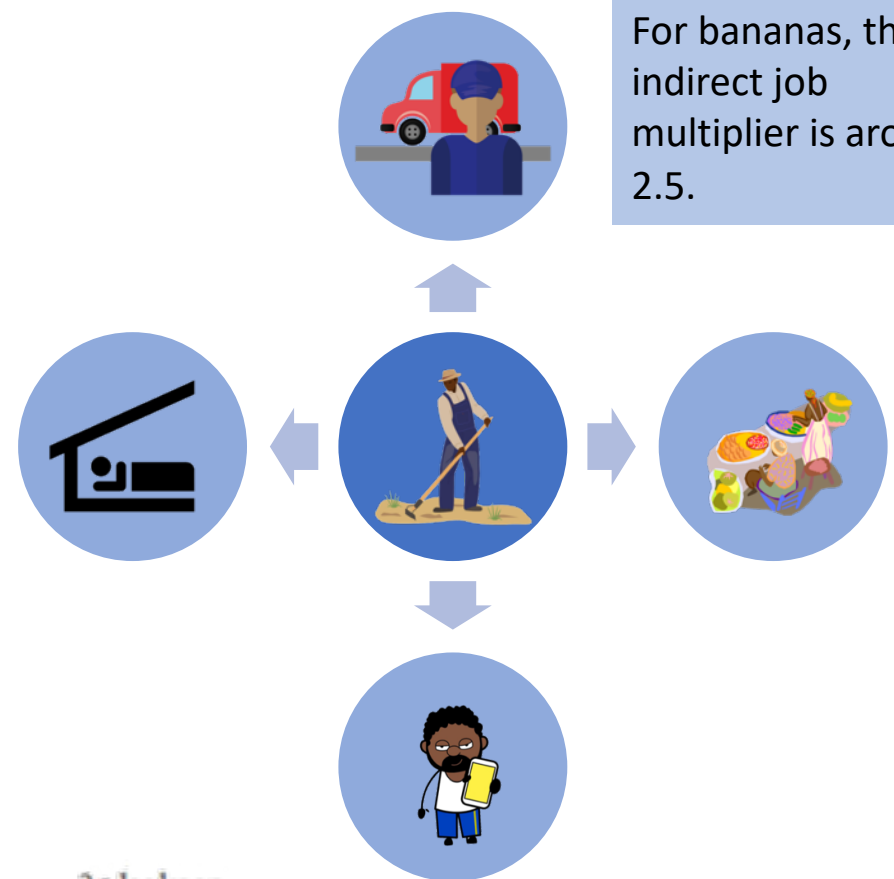 For bananas, th
indirect job
multiplier is aro
2.5.